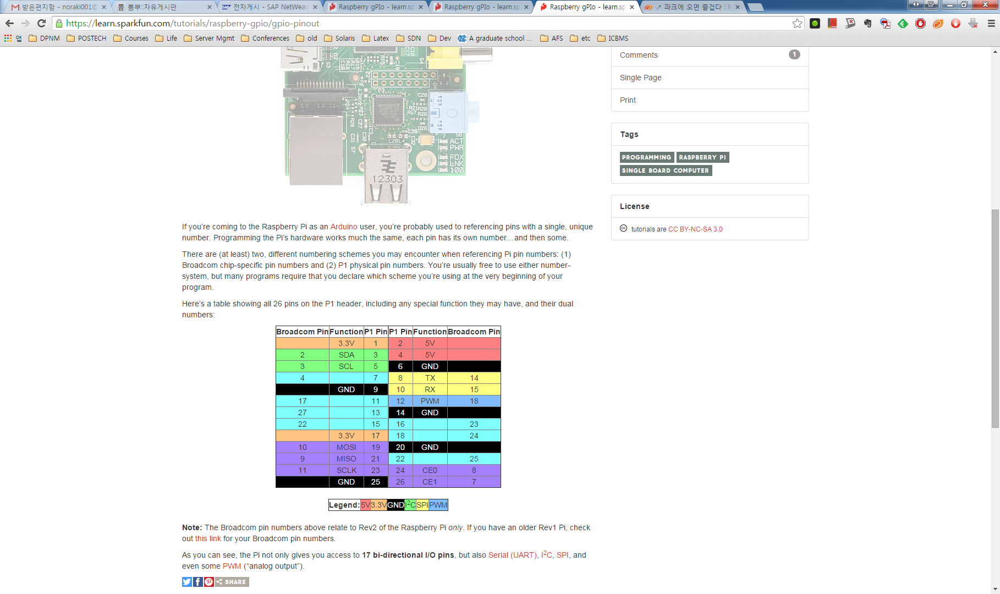 받은편지함 - noraki001@
뽐뿌::자유게시판
전자게시 - SAP NetWeav
Raspberry gPIo - learn.sp
Raspberry gPIo - learn.sp
Raspberry gPIo - learn.sp
↗ 파크에 오면 즐겁다 : M
https://learn.sparkfun.com/tutorials/raspberry-gpio/gpio-pinout
앱 DPNM POSTECH Courses Life Server Mgmt Conferences old Solaris Latex SDN Dev A graduate school ... AFS etc ICBMS
Comments 1
Single Page
Print
Tags
PROGRAMMING RASPBERRY PI
SINGLE BOARD COMPUTER
License
tutorials are CC BY-NC-SA 3.0
ACT
PWR
FDX
LNK
100
12303
If you're coming to the Raspberry Pi as an Arduino user, you're probably used to referencing pins with a single, unique
number. Programming the Pi's hardware works much the same, each pin has its own number…and then some.
There are (at least) two, different numbering schemes you may encounter when referencing Pi pin numbers: (1)
Broadcom chip-specific pin numbers and (2) P1 physical pin numbers. You're usually free to use either number-
system, but many programs require that you declare which scheme you're using at the very beginning of your
program.
Here's a table showing all 26 pins on the P1 header, including any special function they may have, and their dual
numbers:
Broadcom Pin Function P1 Pin P1 Pin Function Broadcom Pin
3.3V 1 2 5V
2 SDA 3 4 5V
3 SCL 5 6 GND
4 7 8 TX 14
GND 9 10 RX 15
17 11 12 PWM 18
27 13 14 GND
22 15 16 23
3.3V 17 18 24
10 MOSI 19 20 GND
9 MISO 21 22 25
11 SCLK 23 24 CE0 8
GND 25 26 CE1 7
Legend: 5V 3.3V GND I²C SPI PWM
Note: The Broadcom pin numbers above relate to Rev2 of the Raspberry Pi only. If you have an older Rev1 Pi, check
out this link for your Broadcom pin numbers.
As you can see, the Pi not only gives you access to 17 bi-directional I/O pins, but also Serial (UART), I²C, SPI, and
even some PWM ("analog output").
SHARE